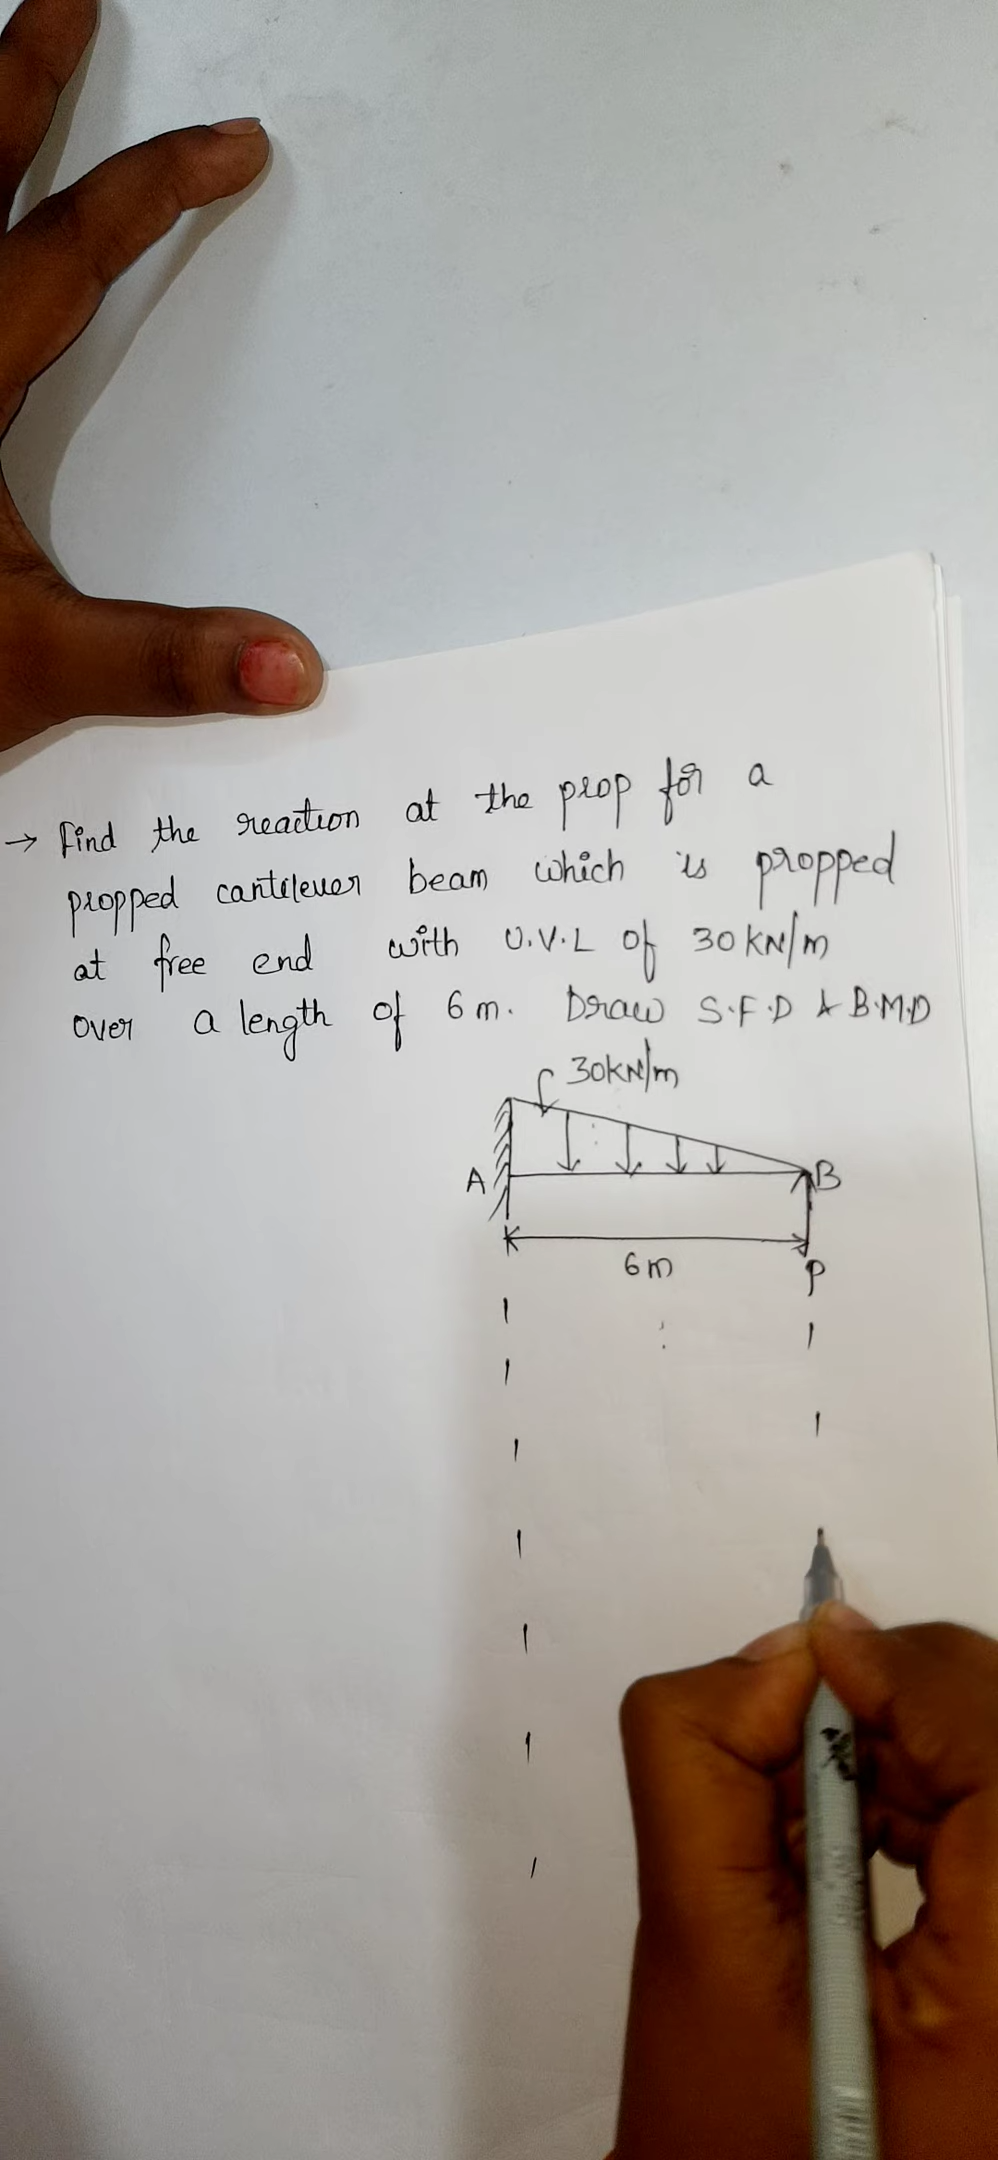 → Find the reaction at the prop for a
propped cantilever beam which is propped
at free end with U.V.L of 30 kN/m
over a length of 6 m. Draw S.F.D & B.M.D
30kN/m
A
B
6m
P